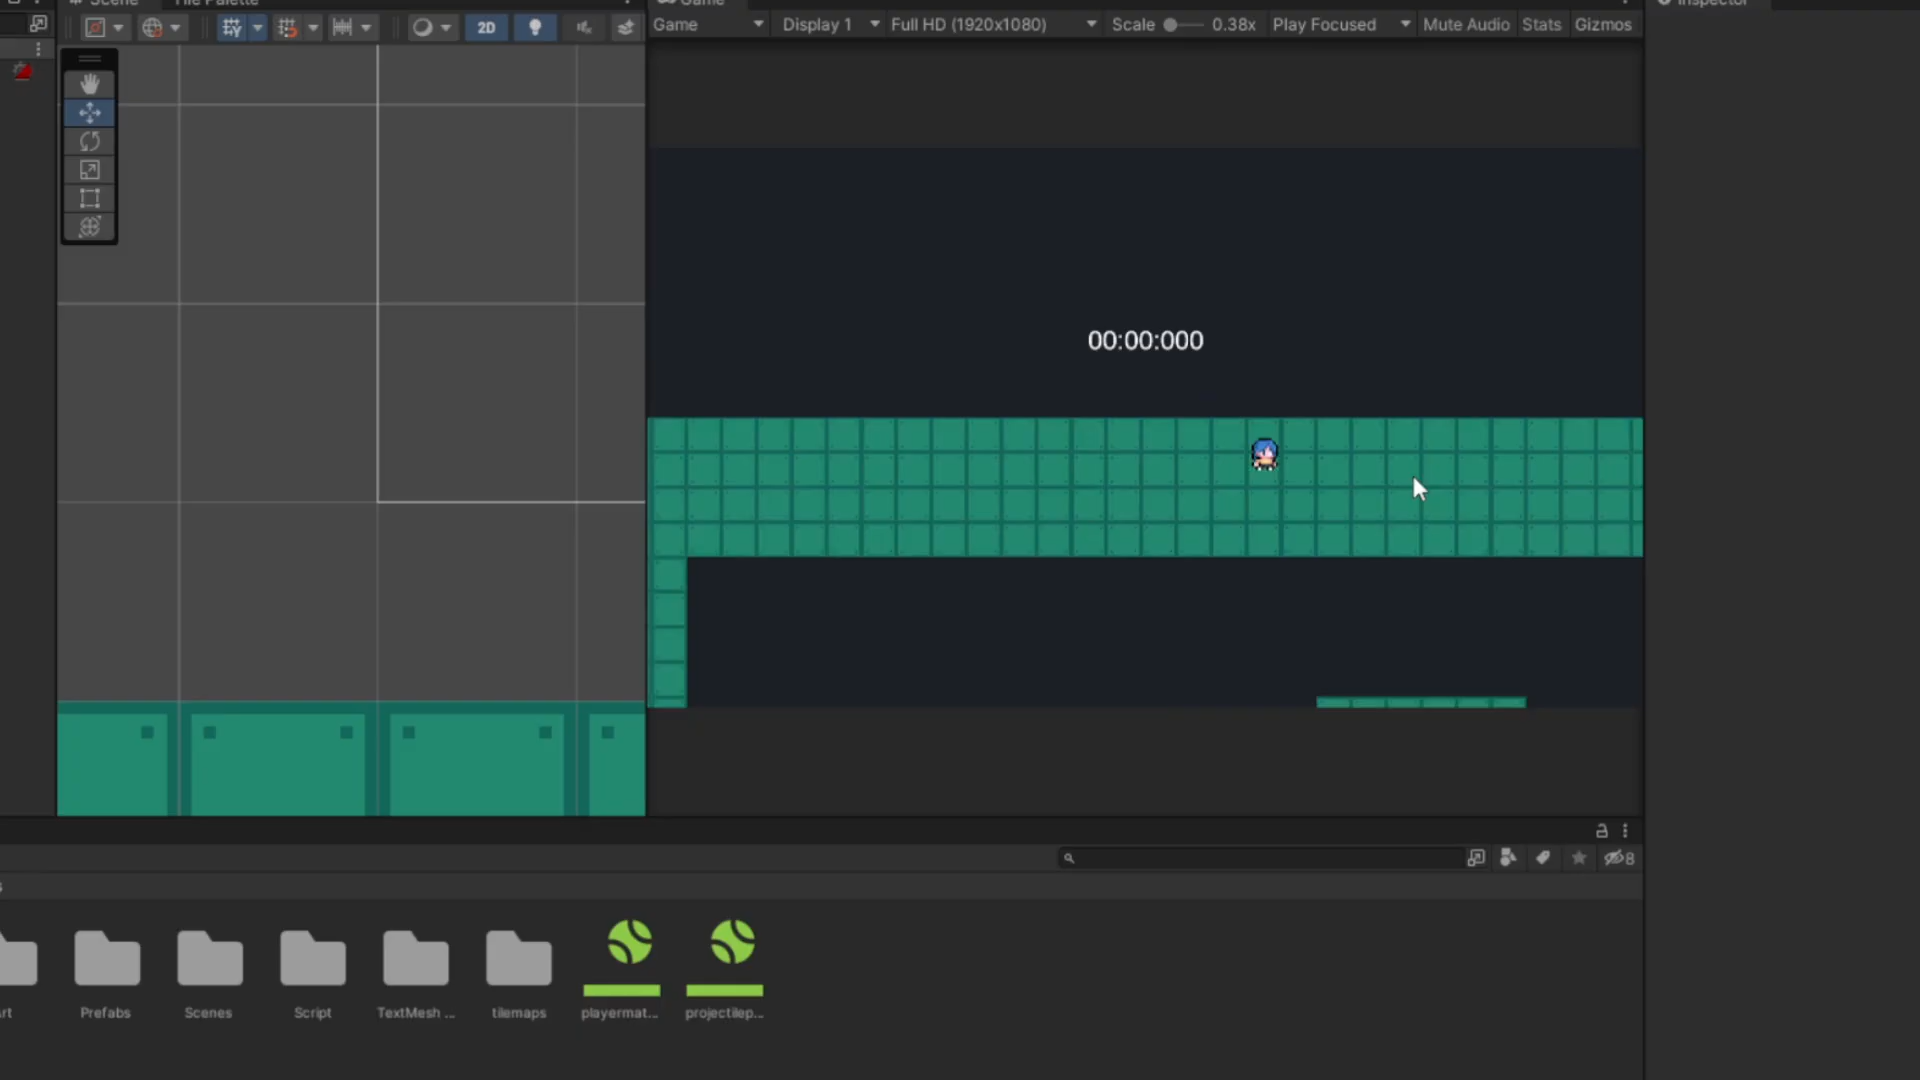 Scene Tile Palette Game Inspector
2D Game Display 1 Full HD (1920x1080) Scale 0.38x Play Focused Mute Audio Stats Gizmos
00:00:000
8
Prefabs Scenes Script TextMesh ... tilemaps playermat... projectilep...